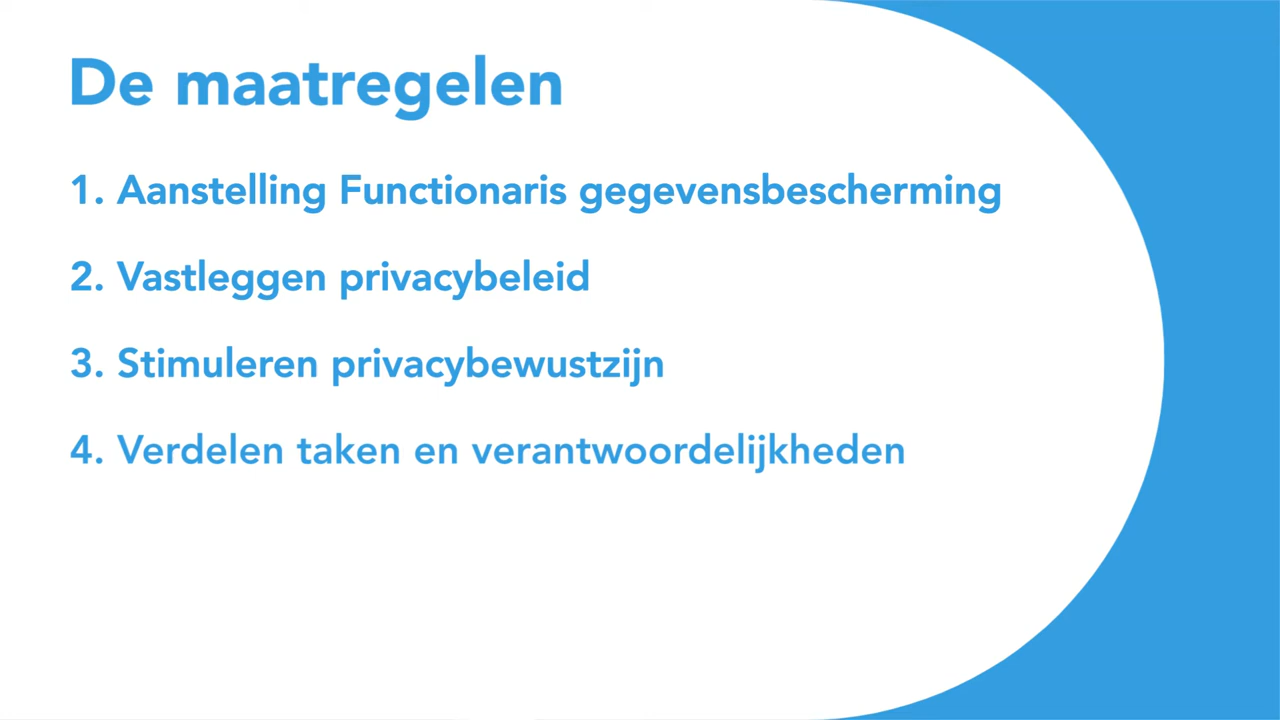 De maatregelen
1. Aanstelling Functionaris gegevensbescherming
2. Vastleggen privacybeleid
3. Stimuleren privacybewustzijn
4. Verdelen taken en verantwoordelijkheden